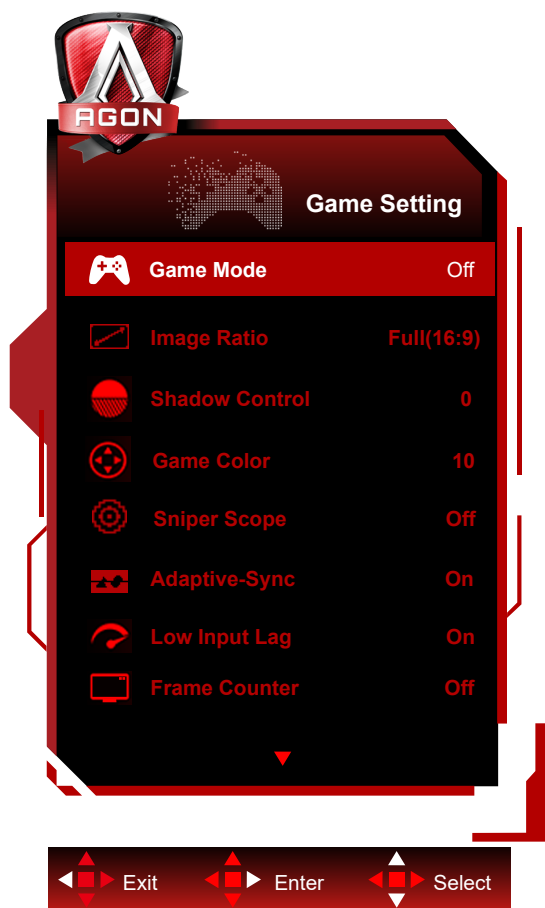 AGON
Game Setting
Game Mode Off
Image Ratio Full(16:9)
Shadow Control 0
Game Color 10
Sniper Scope Off
Adaptive-Sync On
Low Input Lag On
Frame Counter Off
Exit Enter Select